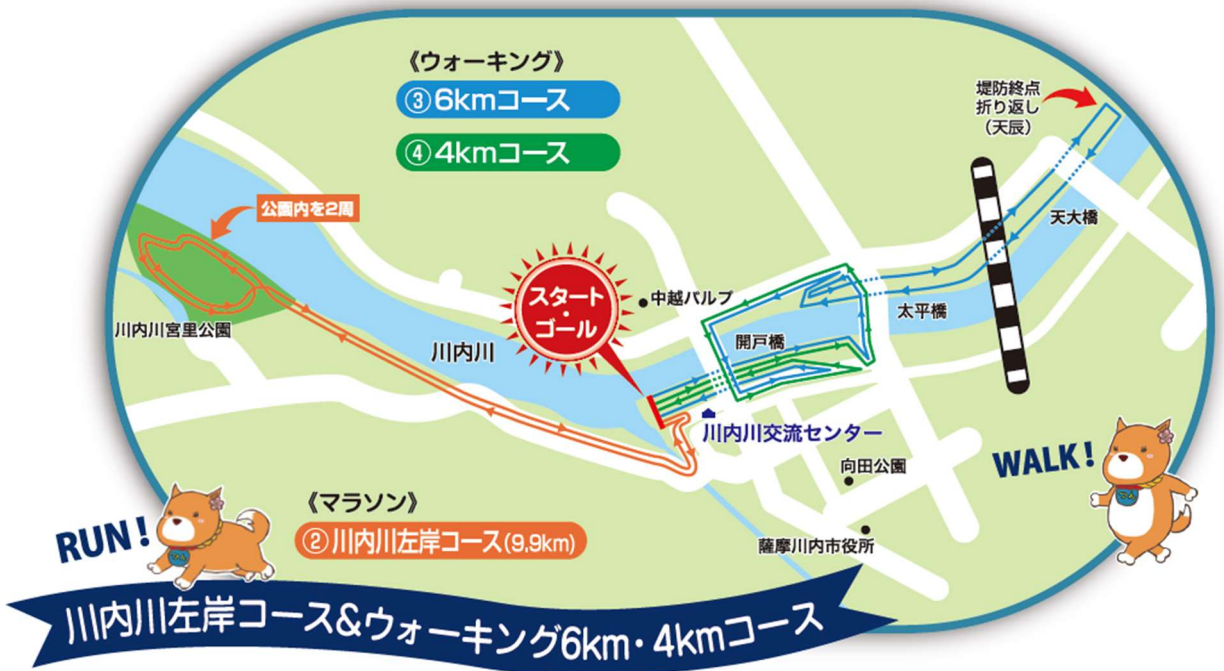 《ウォーキング》
③6kmコース
④4kmコース
堤防終点
折り返し
(天辰)
公園内を2周
天大橋
スタート
・
ゴール
中越パルプ
太平橋
川内川宮里公園
川内川
開戸橋
川内川交流センター
向田公園
WALK!
《マラソン》
②川内川左岸コース(9.9km)
RUN!
薩摩川内市役所
川内川左岸コース&ウォーキング6km・4kmコース